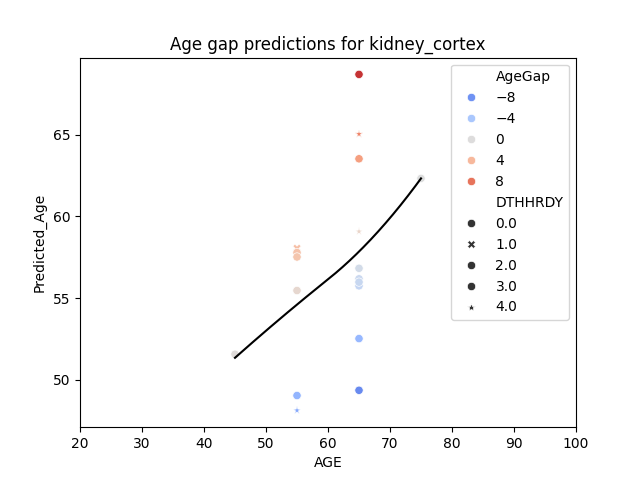 Age gap predictions for kidney_cortex
Predicted_Age
65
60
55
50
20 30 40 50 60 70 80 90 100
AGE
AgeGap
−8
−4
0
4
8
DTHHRDY
0.0
1.0
2.0
3.0
4.0